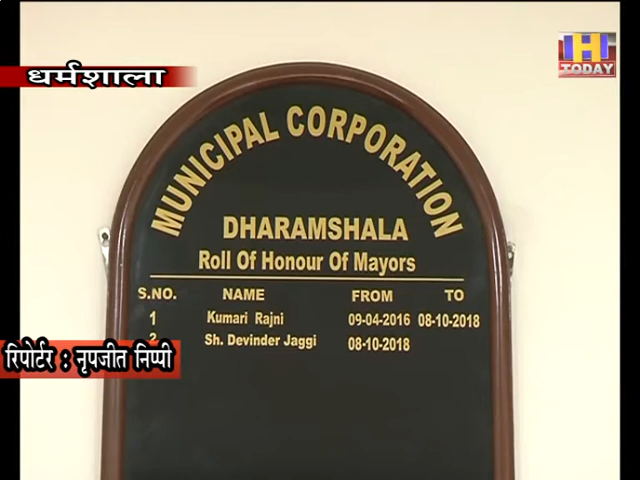 धर्मशाला
H
TODAY
MUNICIPAL CORPORATION
DHARAMSHALA
Roll Of Honour Of Mayors
S.NO. NAME FROM TO
1 Kumari Rajni 09-04-2016 08-10-2018
2 Sh. Devinder Jaggi 08-10-2018
रिपोर्टर : नृपजीत निप्पी